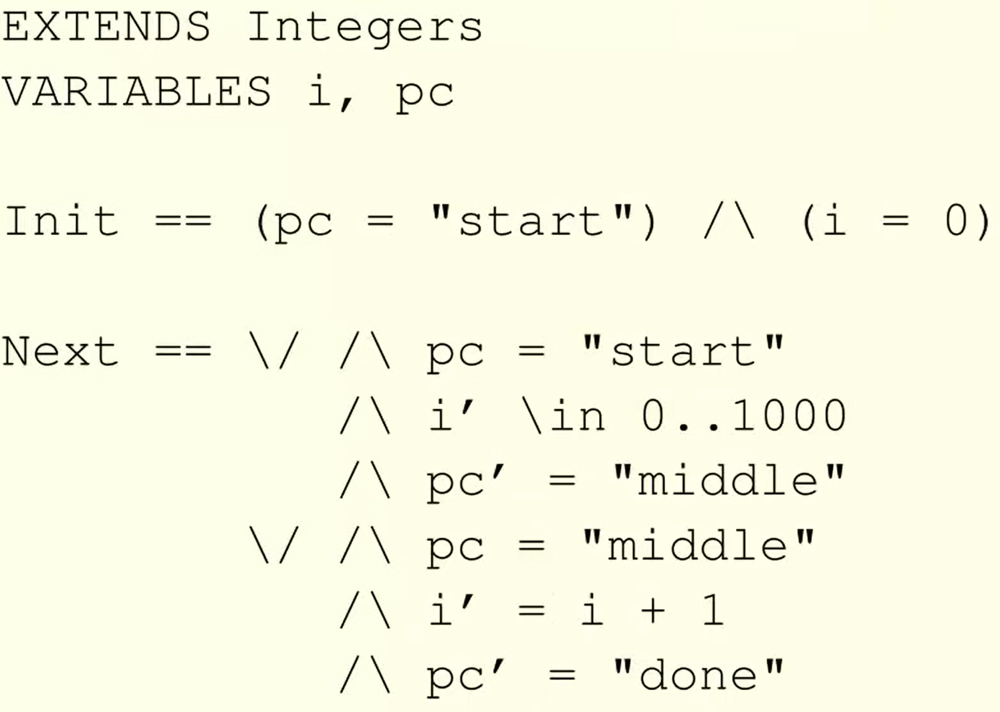 EXTENDS Integers
VARIABLES i, pc
Init == (pc = "start") /\ (i = 0)
Next == \/ /\ pc = "start"
/\ i' \in 0..1000
/\ pc' = "middle"
\/ /\ pc = "middle"
/\ i' = i + 1
/\ pc' = "done"